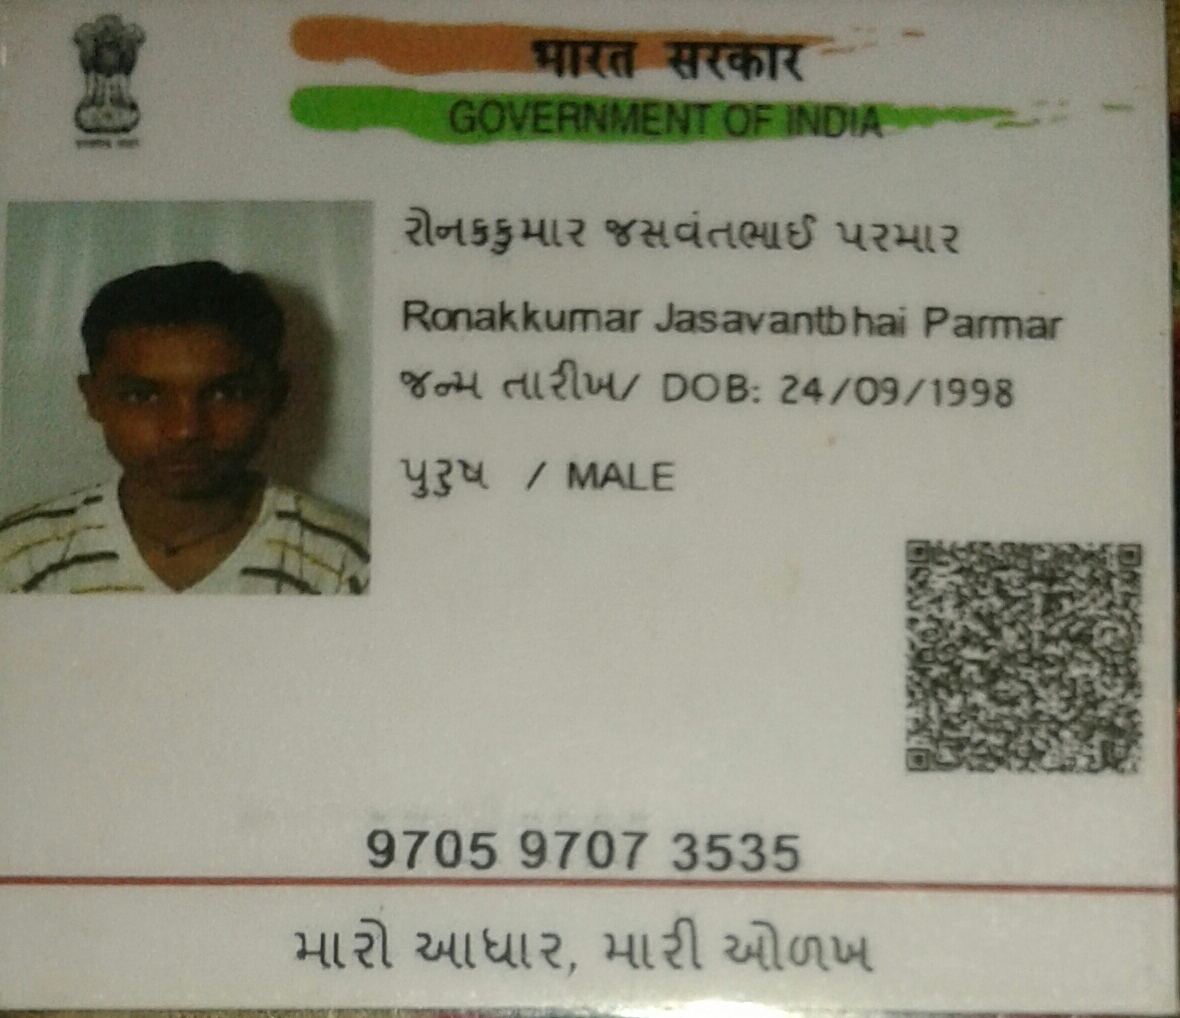 भारत सरकार
GOVERNMENT OF INDIA
રોનકકુમાર જસવંતભાઈ પરમાર
Ronakkumar Jasavantbhai Parmar
જન્મ તારીખ/ DOB: 24/09/1998
પુરુષ / MALE
9705 9707 3535
મારો આધાર, મારી ઓળખ